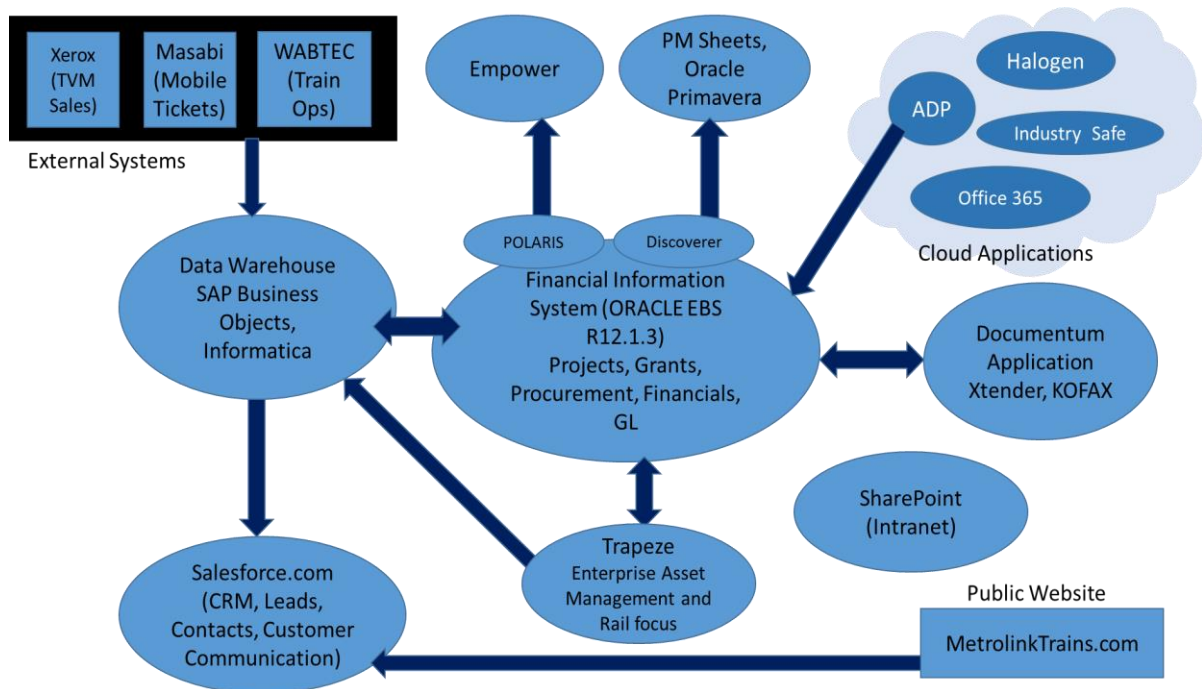 Xerox
(TVM
Sales)
Masabi
(Mobile
Tickets)
WABTEC
(Train
Ops)
External Systems
Empower
PM Sheets,
Oracle
Primavera
Halogen
ADP
Industry Safe
Office 365
Cloud Applications
POLARIS
Discoverer
Data Warehouse
SAP Business
Objects,
Informatica
Financial Information
System (ORACLE EBS
R12.1.3)
Projects, Grants,
Procurement, Financials,
GL
Documentum
Application
Xtender, KOFAX
SharePoint
(Intranet)
Trapeze
Enterprise Asset
Management and
Rail focus
Salesforce.com
(CRM, Leads,
Contacts, Customer
Communication)
Public Website
MetrolinkTrains.com